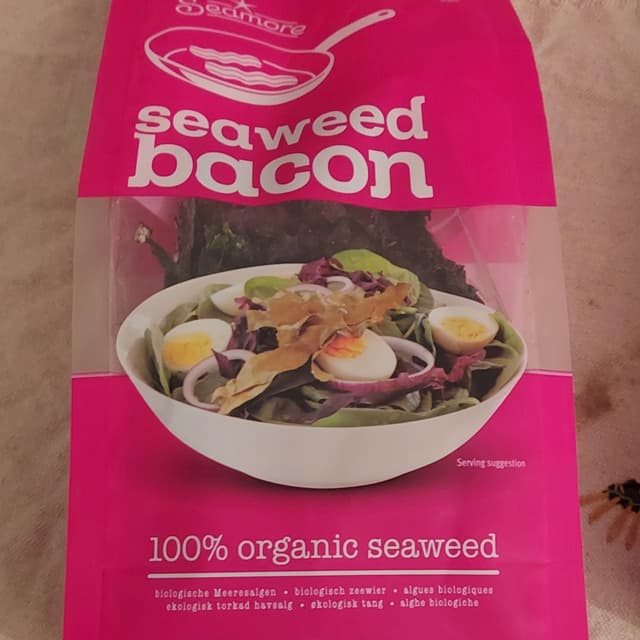 Seamore
seaweed
bacon
Serving suggestion
100% organic seaweed
biologische Meeresalgen • biologisch zeewier • algues biologiques
ekologisk torkad havsalg • økologisk tang • alghe biologiche